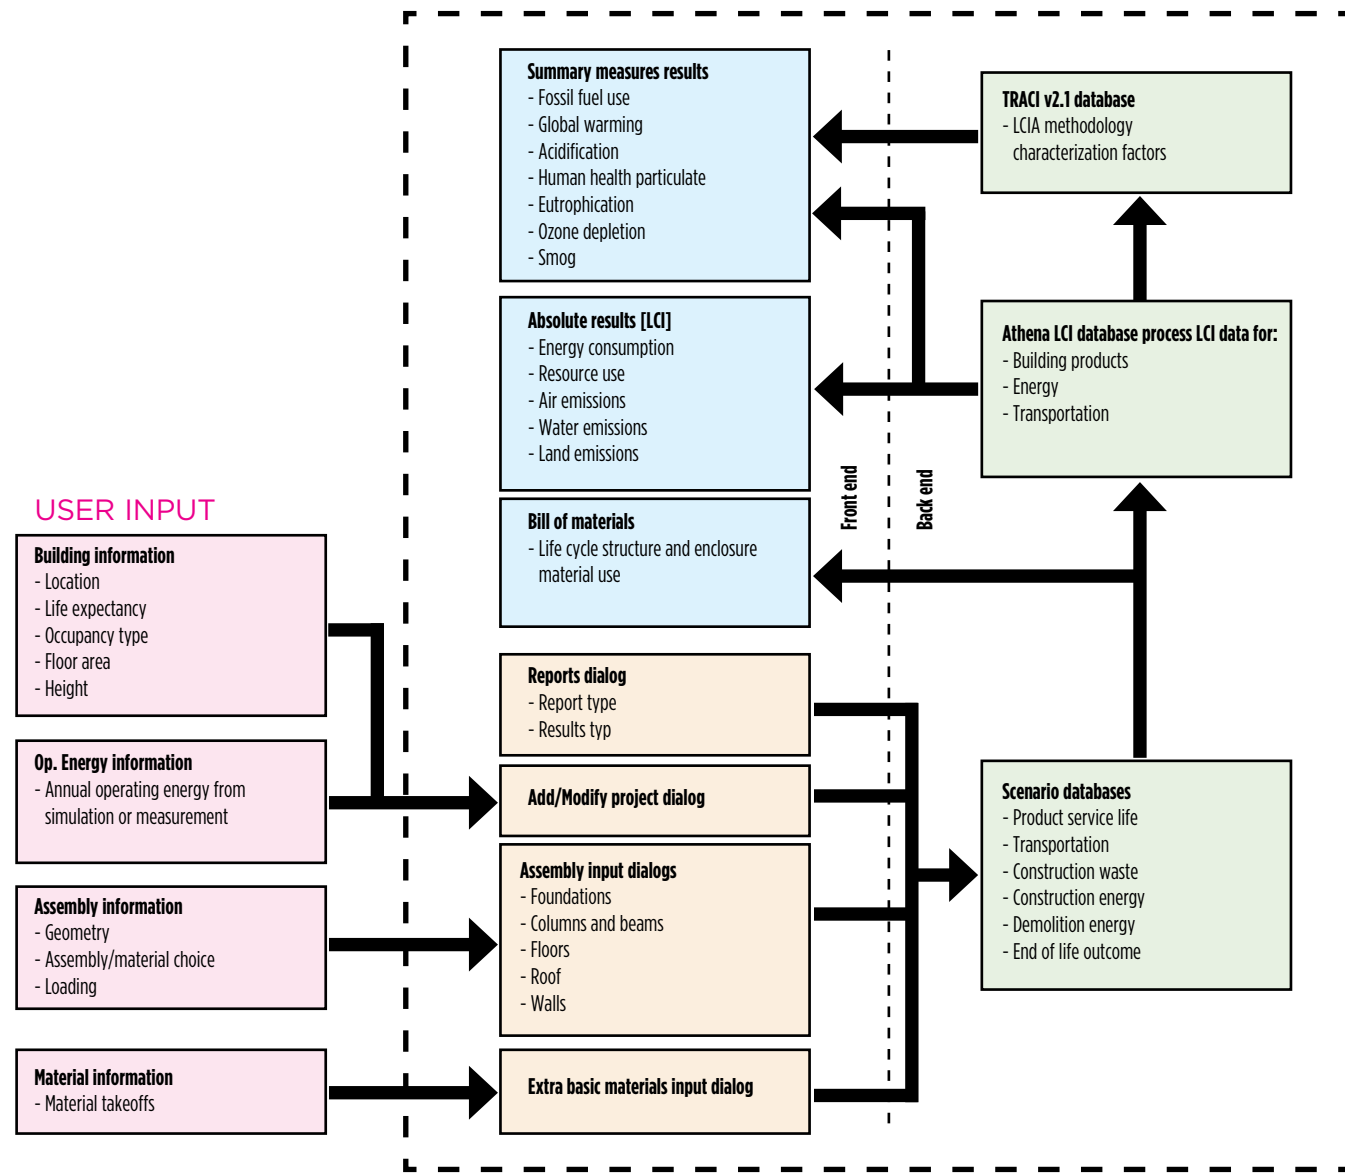 Summary measures results
- Fossil fuel use
- Global warming
- Acidification
- Human health particulate
- Eutrophication
- Ozone depletion
- Smog
TRACI v2.1 database
- LCIA methodology
characterization factors
Absolute results [LCI]
- Energy consumption
- Resource use
- Air emissions
- Water emissions
- Land emissions
Athena LCI database process LCI data for:
- Building products
- Energy
- Transportation
Front end
Back end
Bill of materials
- Life cycle structure and enclosure
material use
USER INPUT
Building information
- Location
- Life expectancy
- Occupancy type
- Floor area
- Height
Reports dialog
- Report type
- Results typ
Op. Energy information
- Annual operating energy from
simulation or measurement
Add/Modify project dialog
Scenario databases
- Product service life
- Transportation
- Construction waste
- Construction energy
- Demolition energy
- End of life outcome
Assembly information
- Geometry
- Assembly/material choice
- Loading
Assembly input dialogs
- Foundations
- Columns and beams
- Floors
- Roof
- Walls
Material information
- Material takeoffs
Extra basic materials input dialog